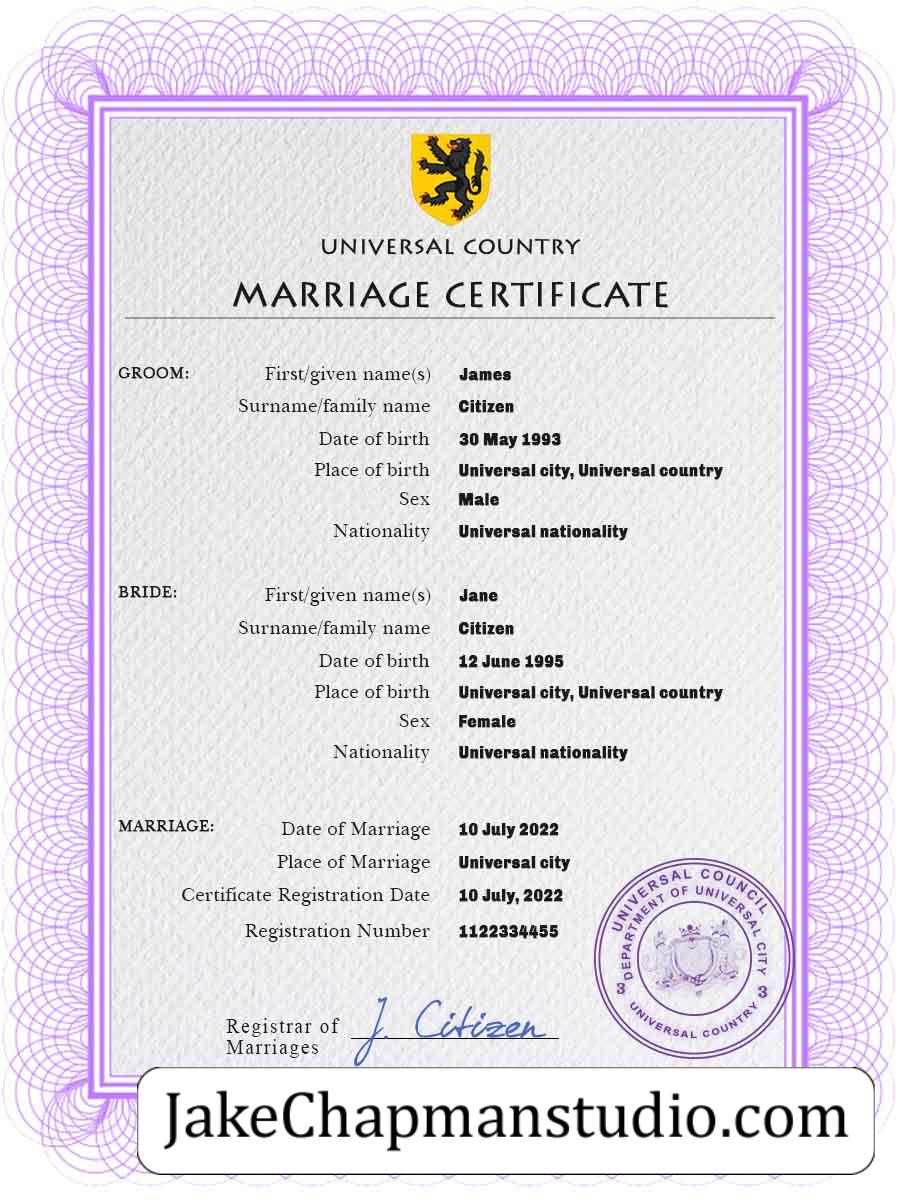 UNIVERSAL COUNTRY
MARRIAGE CERTIFICATE
GROOM: First/given name(s) James
Surname/family name Citizen
Date of birth 30 May 1993
Place of birth Universal city, Universal country
Sex Male
Nationality Universal nationality
BRIDE: First/given name(s) Jane
Surname/family name Citizen
Date of birth 12 June 1995
Place of birth Universal city, Universal country
Sex Female
Nationality Universal nationality
MARRIAGE: Date of Marriage 10 July 2022
Place of Marriage Universal city
Certificate Registration Date 10 July, 2022
Registration Number 1122334455
UNIVERSAL COUNCIL
DEPARTMENT OF UNIVERSAL CITY
3 UNIVERSAL COUNTRY 3
Registrar of
Marriages J. Citizen
JakeChapmanstudio.com